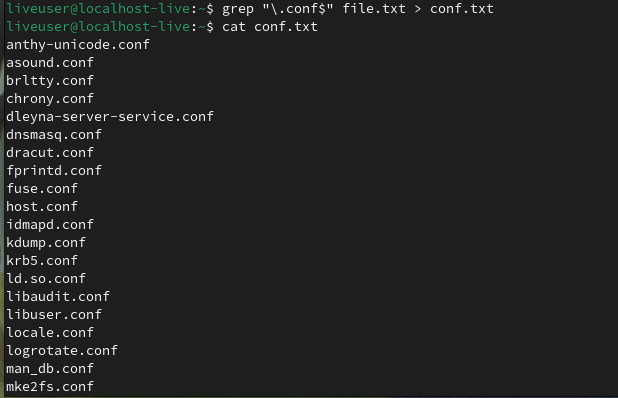 liveuser@localhost-live:~$ grep "\.conf$" file.txt > conf.txt
liveuser@localhost-live:~$ cat conf.txt
anthy-unicode.conf
asound.conf
brltty.conf
chrony.conf
dleyna-server-service.conf
dnsmasq.conf
dracut.conf
fprintd.conf
fuse.conf
host.conf
idmapd.conf
kdump.conf
krb5.conf
ld.so.conf
libaudit.conf
libuser.conf
locale.conf
logrotate.conf
man_db.conf
mke2fs.conf